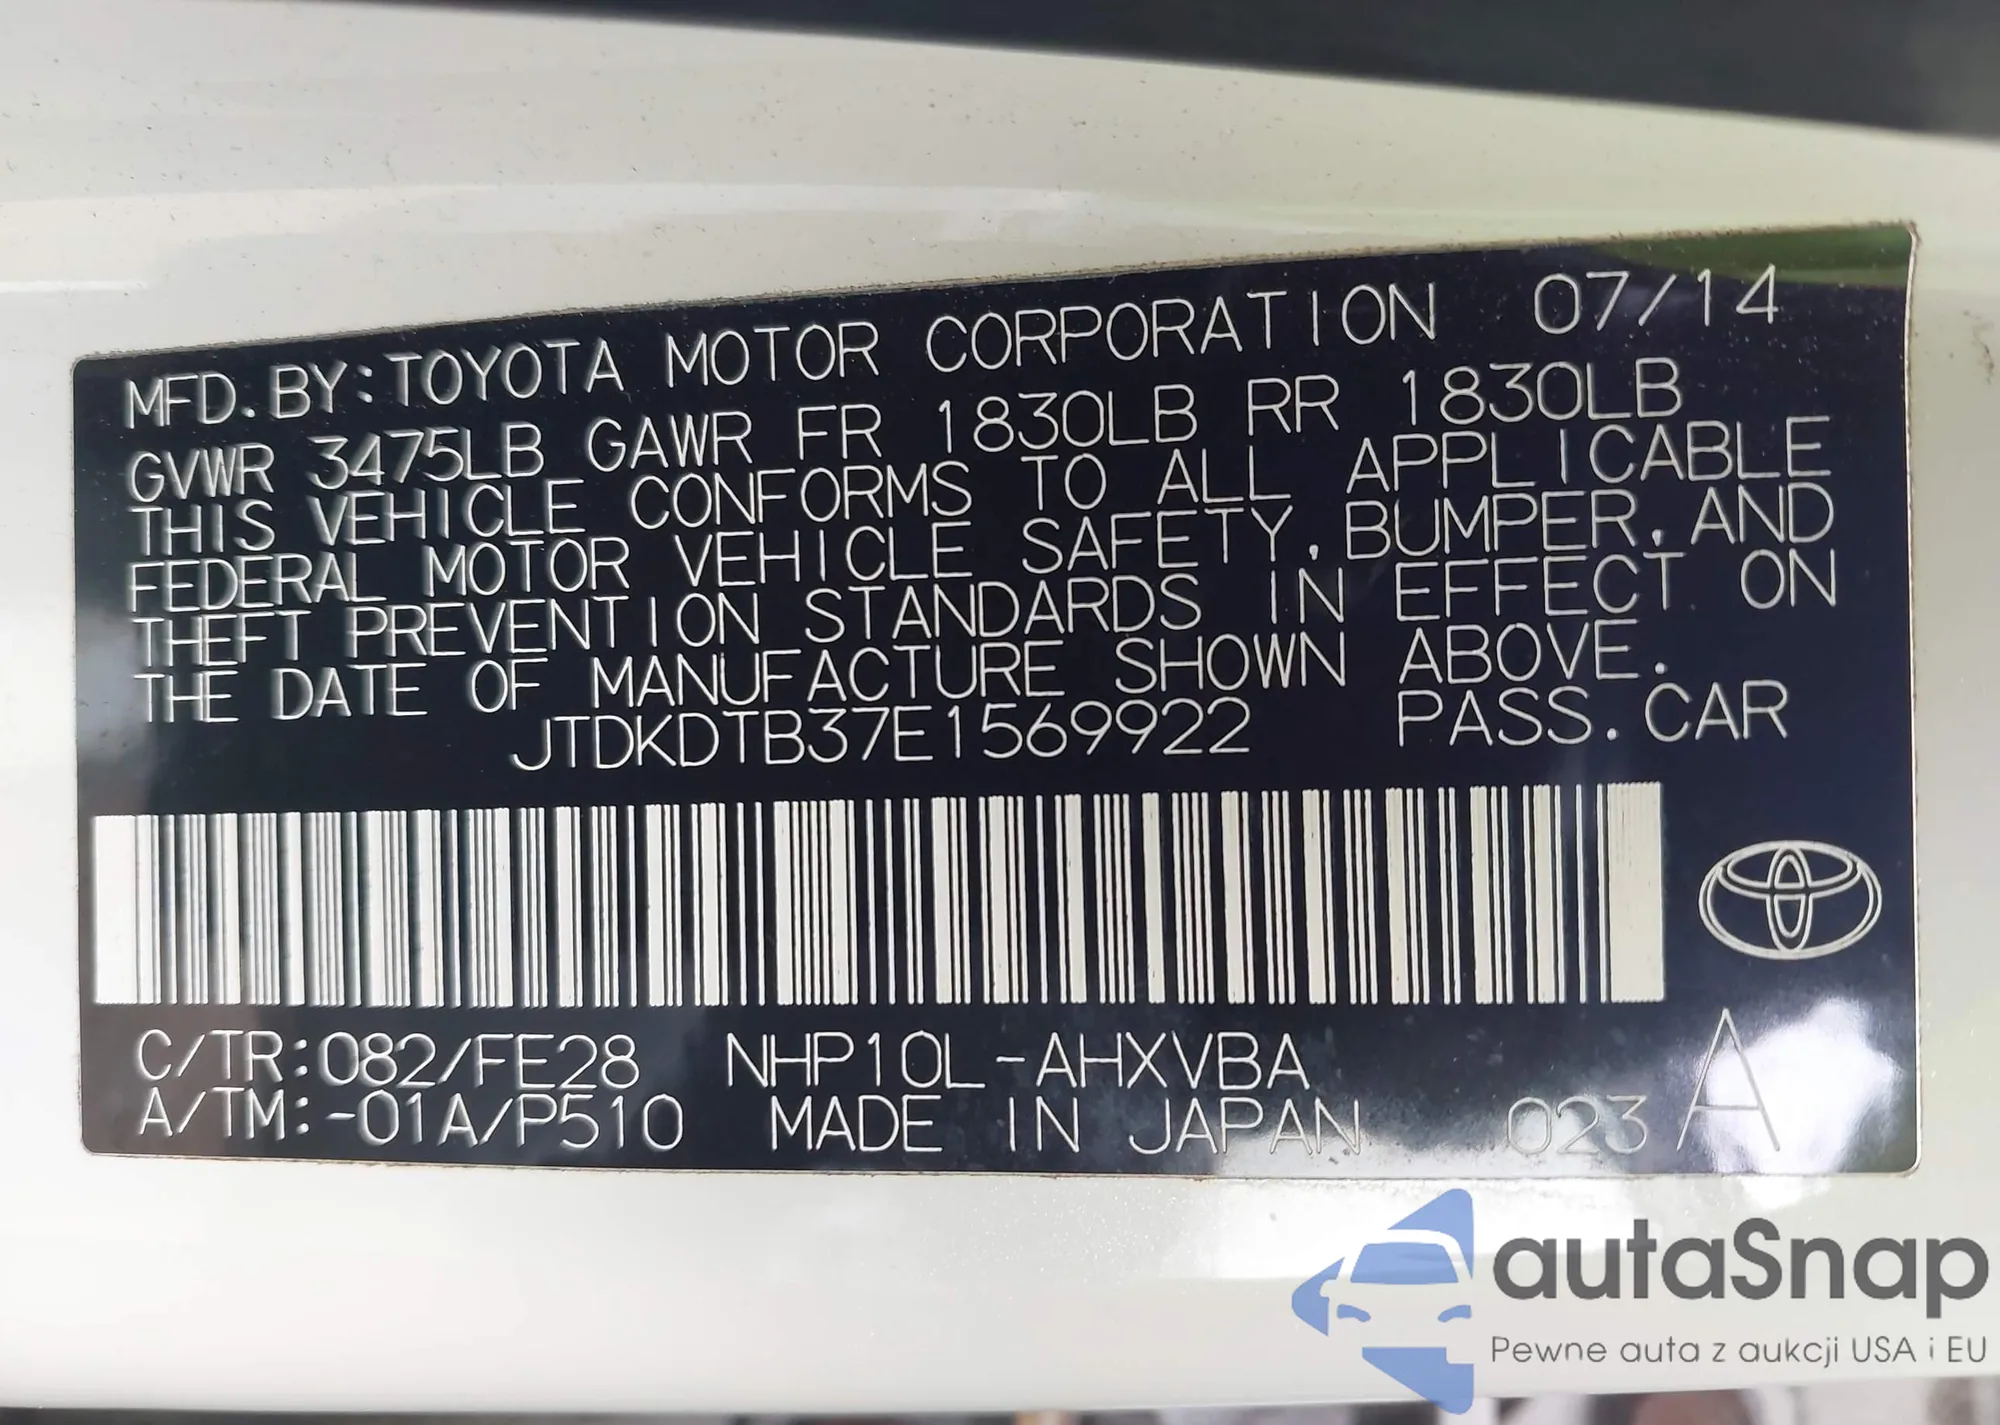 MFD. BY: TOYOTA MOTOR CORPORATION 07/14
GVWR 3475LB GAWR FR 1830LB RR 1830LB
THIS VEHICLE CONFORMS TO ALL APPLICABLE
FEDERAL MOTOR VEHICLE SAFETY, BUMPER, AND
THEFT PREVENTION STANDARDS IN EFFECT ON
THE DATE OF MANUFACTURE SHOWN ABOVE.
JTDKDTB37E1569922 PASS. CAR
C/TR: 082/FE28 NHP10L-AHXVBA
A/TM: -01A/P510 MADE IN JAPAN 023 A
autaSnap
Pewne auta z aukcji USA i EU